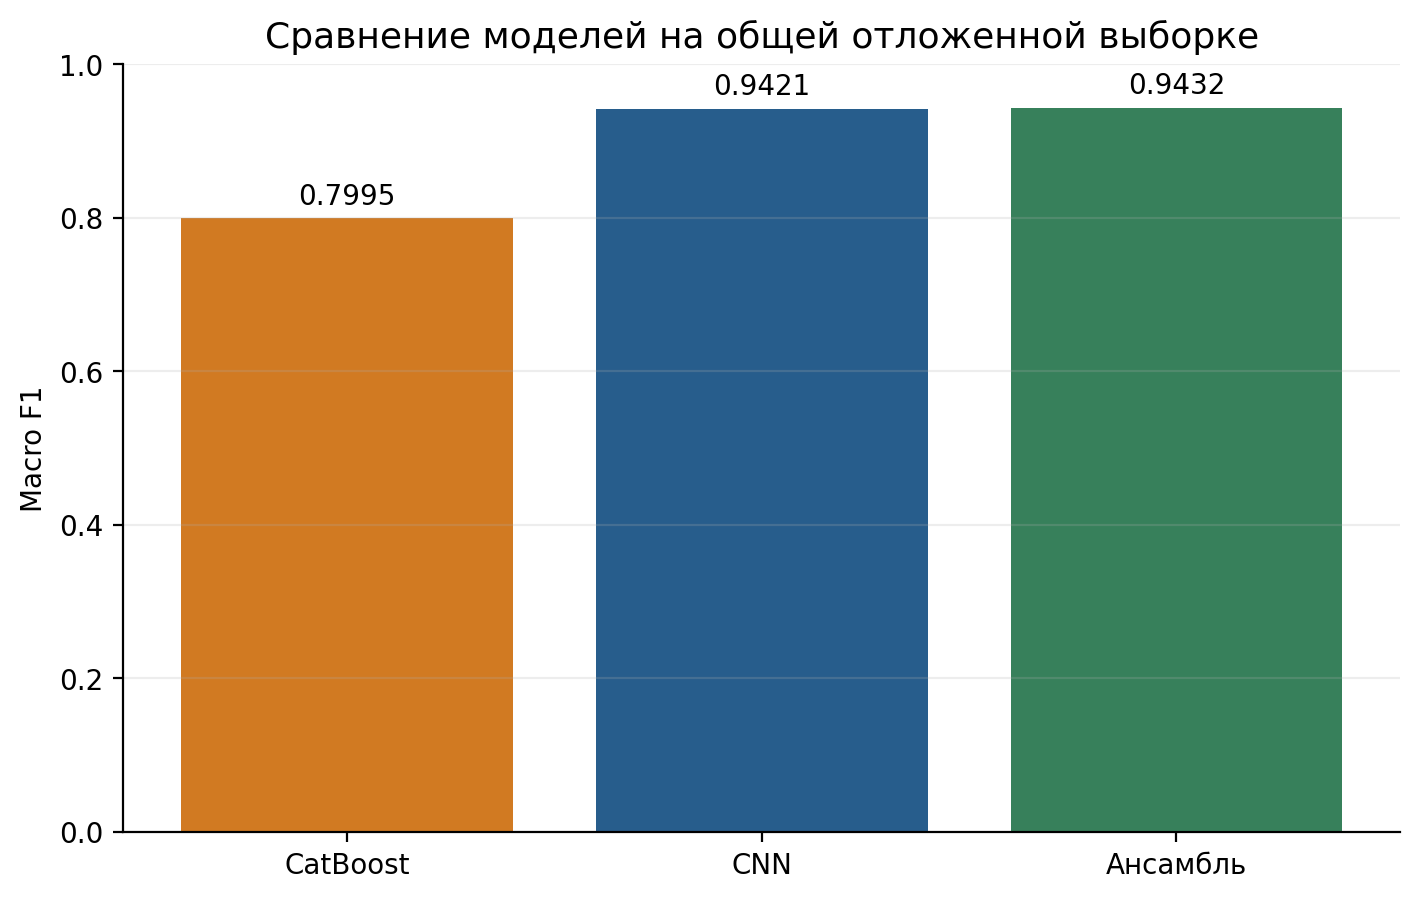 Сравнение моделей на общей отложенной выборке
Macro F1
1.0
0.8
0.6
0.4
0.2
0.0
0.7995
0.9421
0.9432
CatBoost
CNN
Ансамбль